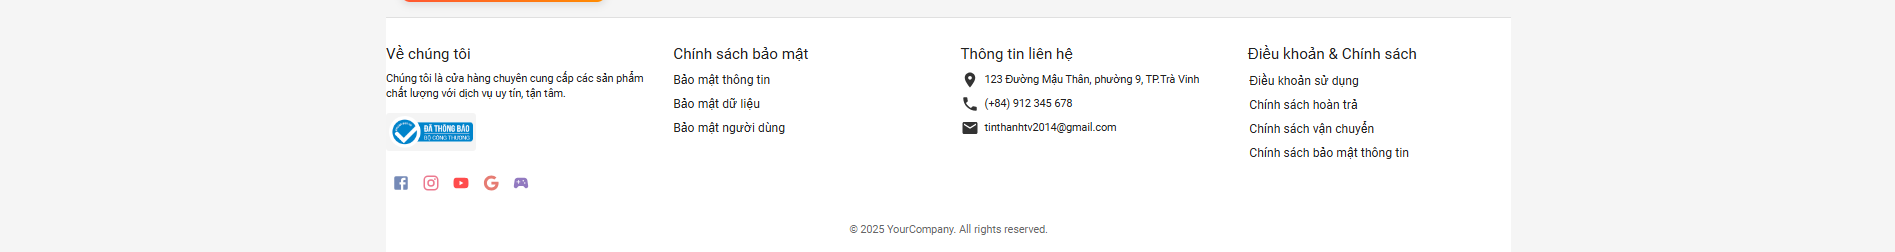 Về chúng tôi
Chúng tôi là cửa hàng chuyên cung cấp các sản phẩm
chất lượng với dịch vụ uy tín, tận tâm.
ĐÃ THÔNG BÁO
BỘ CÔNG THƯƠNG
Chính sách bảo mật
Bảo mật thông tin
Bảo mật dữ liệu
Bảo mật người dùng
Thông tin liên hệ
123 Đường Mậu Thân, phường 9, TP.Trà Vinh
(+84) 912 345 678
tinthanhtv2014@gmail.com
Điều khoản & Chính sách
Điều khoản sử dụng
Chính sách hoàn trả
Chính sách vận chuyển
Chính sách bảo mật thông tin
© 2025 YourCompany. All rights reserved.